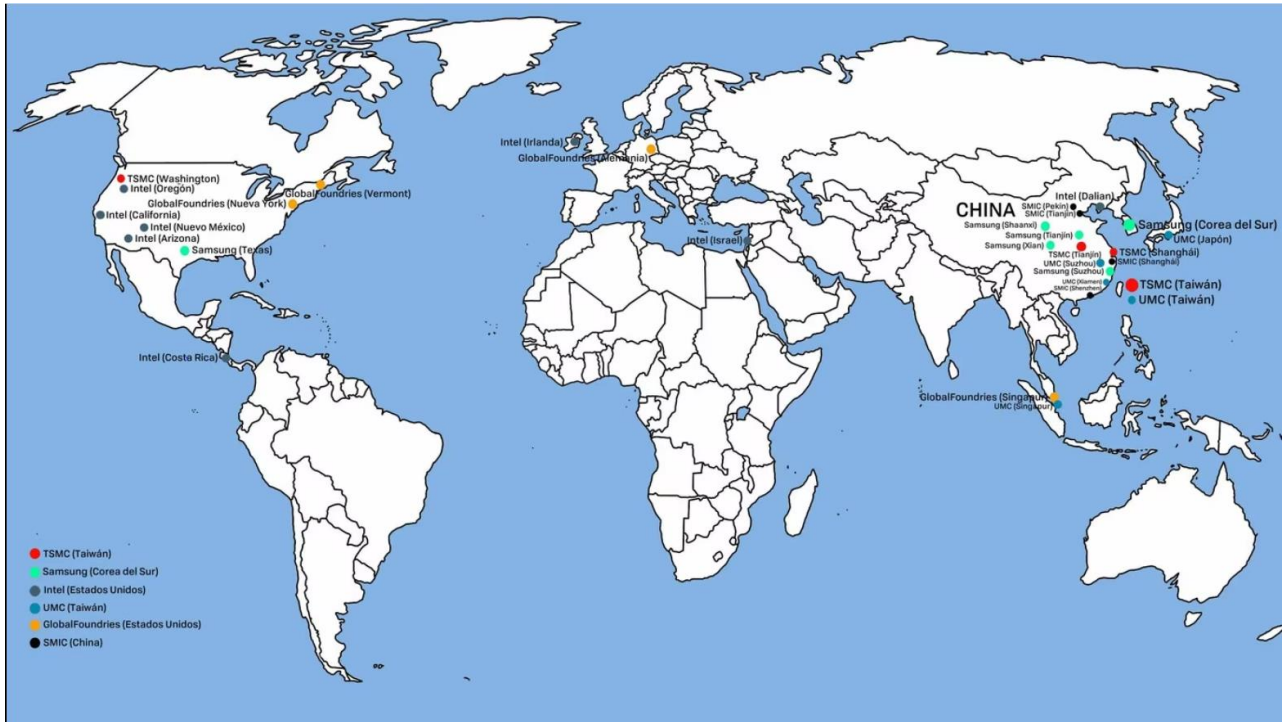 Intel (Irlanda)
GlobalFoundries (Alemania)
TSMC (Washington)
Intel (Oregón)
GlobalFoundries (Vermont)
GlobalFoundries (Nueva York)
Intel (California)
Intel (Nuevo México)
Intel (Arizona)
Samsung (Texas)
Intel (Costa Rica)
Intel (Israel)
CHINA
Intel (Dalian)
SMIC (Pekín)
SMIC (Tianjin)
Samsung (Shaanxi)
Samsung (Corea del Sur)
Samsung (Tianjin)
UMC (Japón)
Samsung (Xian)
TSMC (Tianjin)
TSMC (Shanghái)
UMC (Suzhou)
SMIC (Shanghái)
Samsung (Suzhou)
UMC (Xiamen)
SMIC (Shenzhen)
TSMC (Taiwán)
UMC (Taiwán)
GlobalFoundries (Singapur)
UMC (Singapur)
TSMC (Taiwán)
Samsung (Corea del Sur)
Intel (Estados Unidos)
UMC (Taiwán)
GlobalFoundries (Estados Unidos)
SMIC (China)